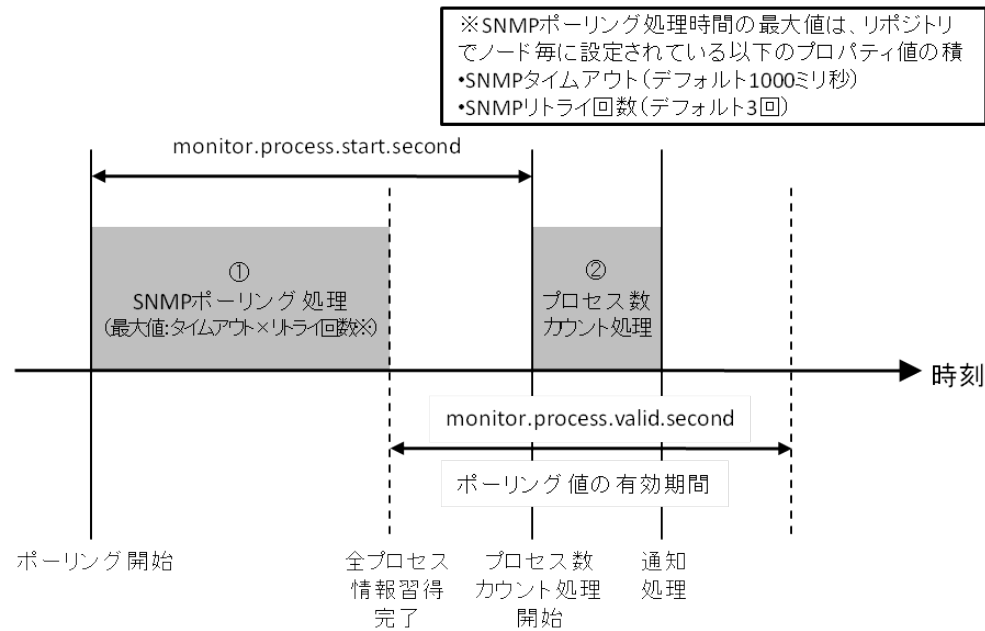 ※SNMPポーリング処理時間の最大値は、リポジトリ
でノード毎に設定されている以下のプロパティ値の積
•SNMPタイムアウト(デフォルト1000ミリ秒)
•SNMPリトライ回数(デフォルト3回)
monitor.process.start.second
①
SNMPポーリング処理
(最大値:タイムアウト×リトライ回数※)
②
プロセス数
カウント処理
時刻
monitor.process.valid.second
ポーリング値の有効期間
ポーリング開始
全プロセス
情報習得
完了
プロセス数
カウント処理
開始
通知
処理